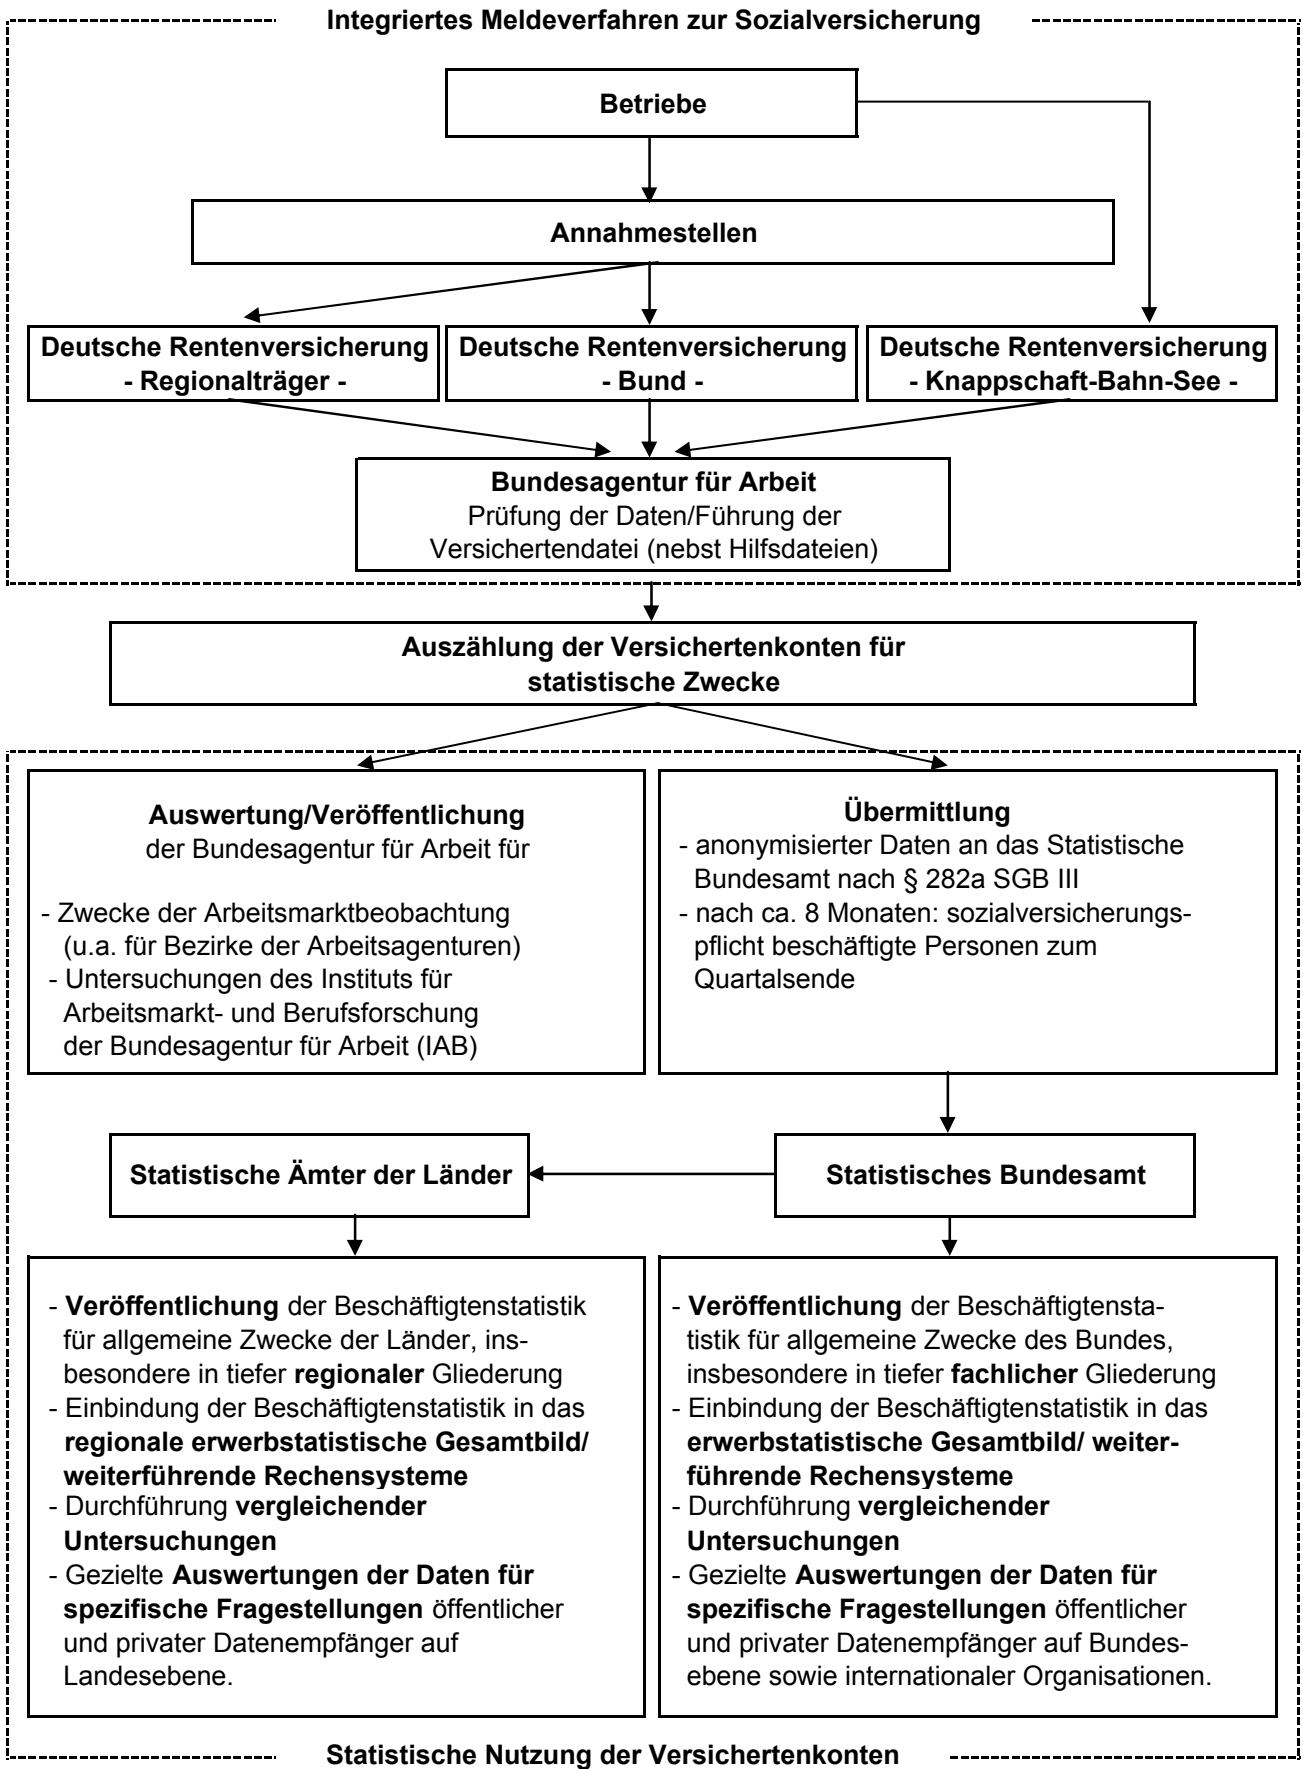 Integriertes Meldeverfahren zur Sozialversicherung
Betriebe
Annahmestellen
Deutsche Rentenversicherung
- Regionalträger -
Deutsche Rentenversicherung
- Bund -
Deutsche Rentenversicherung
- Knappschaft-Bahn-See -
Bundesagentur für Arbeit
Prüfung der Daten/Führung der
Versichertendatei (nebst Hilfsdateien)
Auszählung der Versichertenkonten für
statistische Zwecke
Auswertung/Veröffentlichung
der Bundesagentur für Arbeit für
- Zwecke der Arbeitsmarktbeobachtung
(u.a. für Bezirke der Arbeitsagenturen)
- Untersuchungen des Instituts für
Arbeitsmarkt- und Berufsforschung
der Bundesagentur für Arbeit (IAB)
Übermittlung
- anonymisierter Daten an das Statistische
Bundesamt nach § 282a SGB III
- nach ca. 8 Monaten: sozialversicherungs-
pflicht beschäftigte Personen zum
Quartalsende
Statistische Ämter der Länder
Statistisches Bundesamt
- Veröffentlichung der Beschäftigtenstatistik
für allgemeine Zwecke der Länder, ins-
besondere in tiefer regionaler Gliederung
- Einbindung der Beschäftigtenstatistik in das
regionale erwerbstatistische Gesamtbild/
weiterführende Rechensysteme
- Durchführung vergleichender
Untersuchungen
- Gezielte Auswertungen der Daten für
spezifische Fragestellungen öffentlicher
und privater Datenempfänger auf
Landesebene.
- Veröffentlichung der Beschäftigtensta-
tistik für allgemeine Zwecke des Bundes,
insbesondere in tiefer fachlicher Gliederung
- Einbindung der Beschäftigtenstatistik in das
erwerbstatistische Gesamtbild/ weiter-
führende Rechensysteme
- Durchführung vergleichender
Untersuchungen
- Gezielte Auswertungen der Daten für
spezifische Fragestellungen öffentlicher
und privater Datenempfänger auf Bundes-
ebene sowie internationaler Organisationen.
Statistische Nutzung der Versichertenkonten